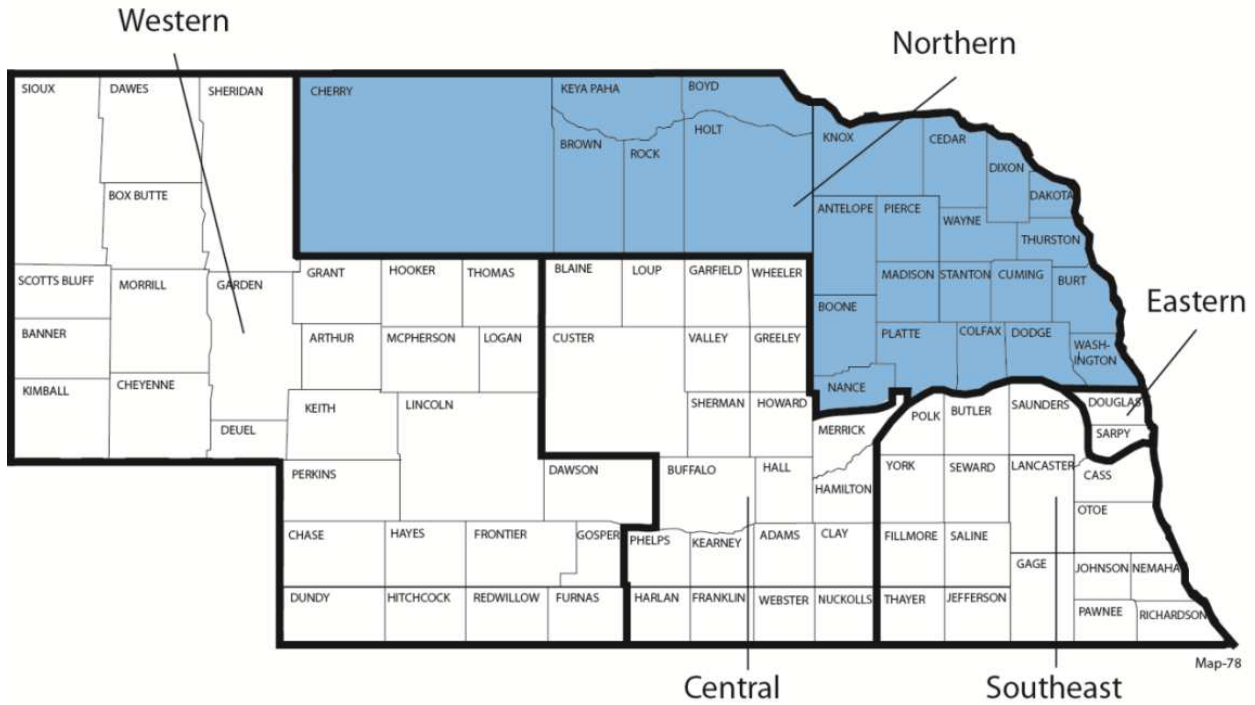 Western
Northern
SIOUX
DAWES
SHERIDAN
CHERRY
KEYA PAHA
BOYD
BROWN
ROCK
HOLT
KNOX
CEDAR
DIXON
DAKOTA
BOX BUTTE
ANTELOPE
PIERCE
WAYNE
THURSTON
SCOTTS BLUFF
MORRILL
GARDEN
GRANT
HOOKER
THOMAS
BLAINE
LOUP
GARFIELD
WHEELER
MADISON
STANTON
CUMING
BURT
Eastern
BANNER
ARTHUR
MCPHERSON
LOGAN
CUSTER
VALLEY
GREELEY
BOONE
PLATTE
COLFAX
DODGE
WASH-
INGTON
KIMBALL
CHEYENNE
KEITH
LINCOLN
SHERMAN
HOWARD
NANCE
MERRICK
POLK
BUTLER
SAUNDERS
DOUGLAS
SARPY
DEUEL
PERKINS
DAWSON
BUFFALO
HALL
HAMILTON
YORK
SEWARD
LANCASTER
CASS
OTOE
CHASE
HAYES
FRONTIER
GOSPER
PHELPS
KEARNEY
ADAMS
CLAY
FILLMORE
SALINE
GAGE
JOHNSON
NEMAHA
DUNDY
HITCHCOCK
REDWILLOW
FURNAS
HARLAN
FRANKLIN
WEBSTER
NUCKOLLS
THAYER
JEFFERSON
PAWNEE
RICHARDSON
Map-78
Central
Southeast